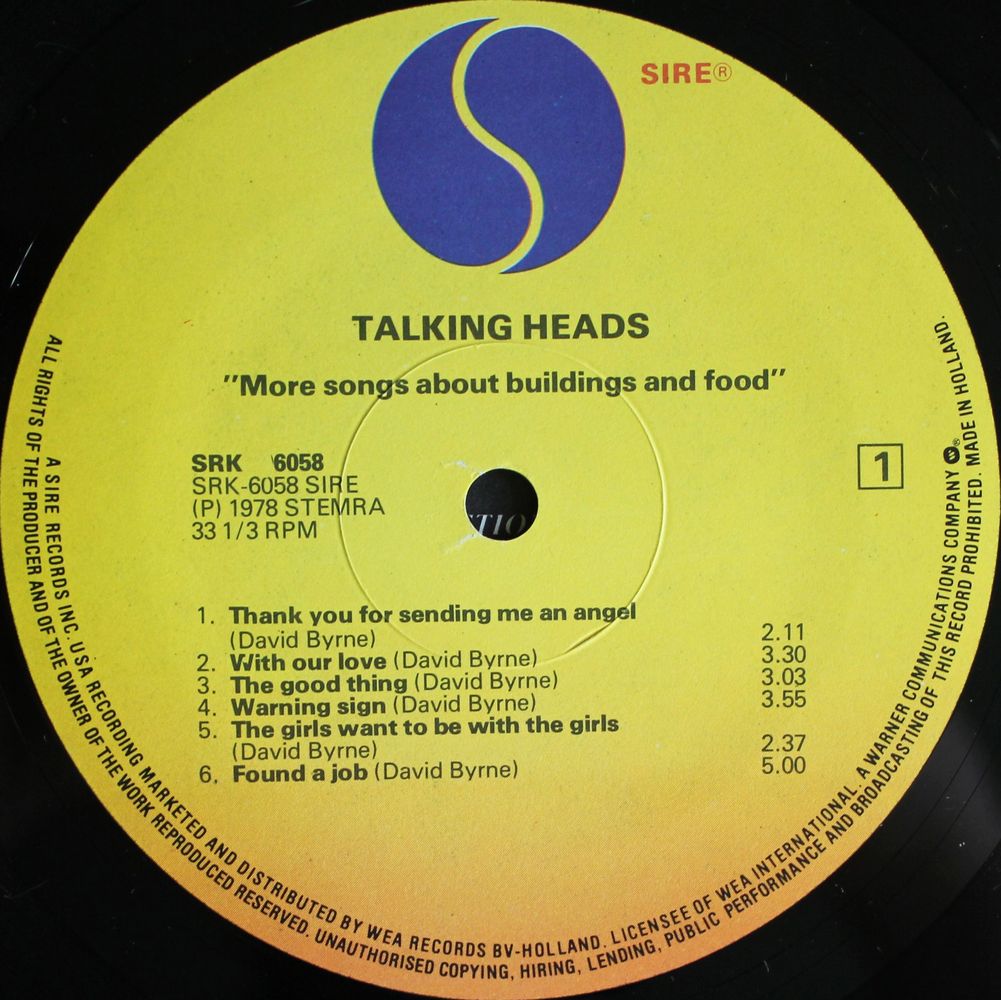 SIRE®
TALKING HEADS
"More songs about buildings and food"
SRK 6058
SRK-6058 SIRE
(P) 1978 STEMRA
33 1/3 RPM
1
TIO
1. Thank you for sending me an angel
(David Byrne) 2.11
2. With our love (David Byrne) 3.30
3. The good thing (David Byrne) 3.03
4. Warning sign (David Byrne) 3.55
5. The girls want to be with the girls
(David Byrne) 2.37
6. Found a job (David Byrne) 5.00
A SIRE RECORDS INC. USA RECORDING MARKETED AND DISTRIBUTED BY WEA RECORDS BV-HOLLAND. LICENSEE OF WEA INTERNATIONAL. A WARNER COMMUNICATIONS COMPANY ®
ALL RIGHTS OF THE PRODUCER AND OF THE OWNER OF THE WORK REPRODUCED RESERVED. UNAUTHORISED COPYING, HIRING, LENDING, PUBLIC PERFORMANCE AND BROADCASTING OF THIS RECORD PROHIBITED. MADE IN HOLLAND.